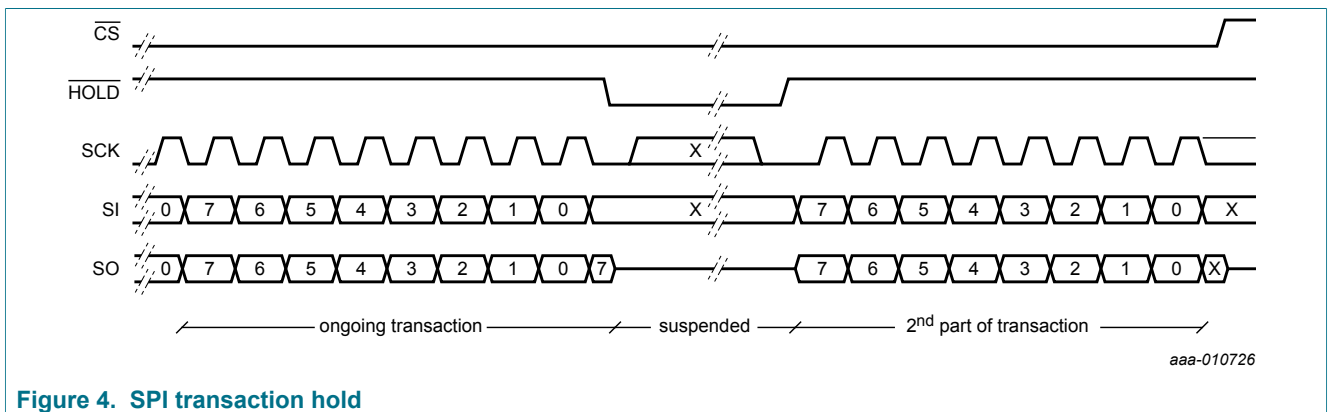 CS
HOLD
SCK X
SI 0 7 6 5 4 3 2 1 0 X 7 6 5 4 3 2 1 0 X
SO 0 7 6 5 4 3 2 1 0 7 7 6 5 4 3 2 1 0 X
ongoing transaction suspended 2nd part of transaction
aaa-010726
Figure 4. SPI transaction hold